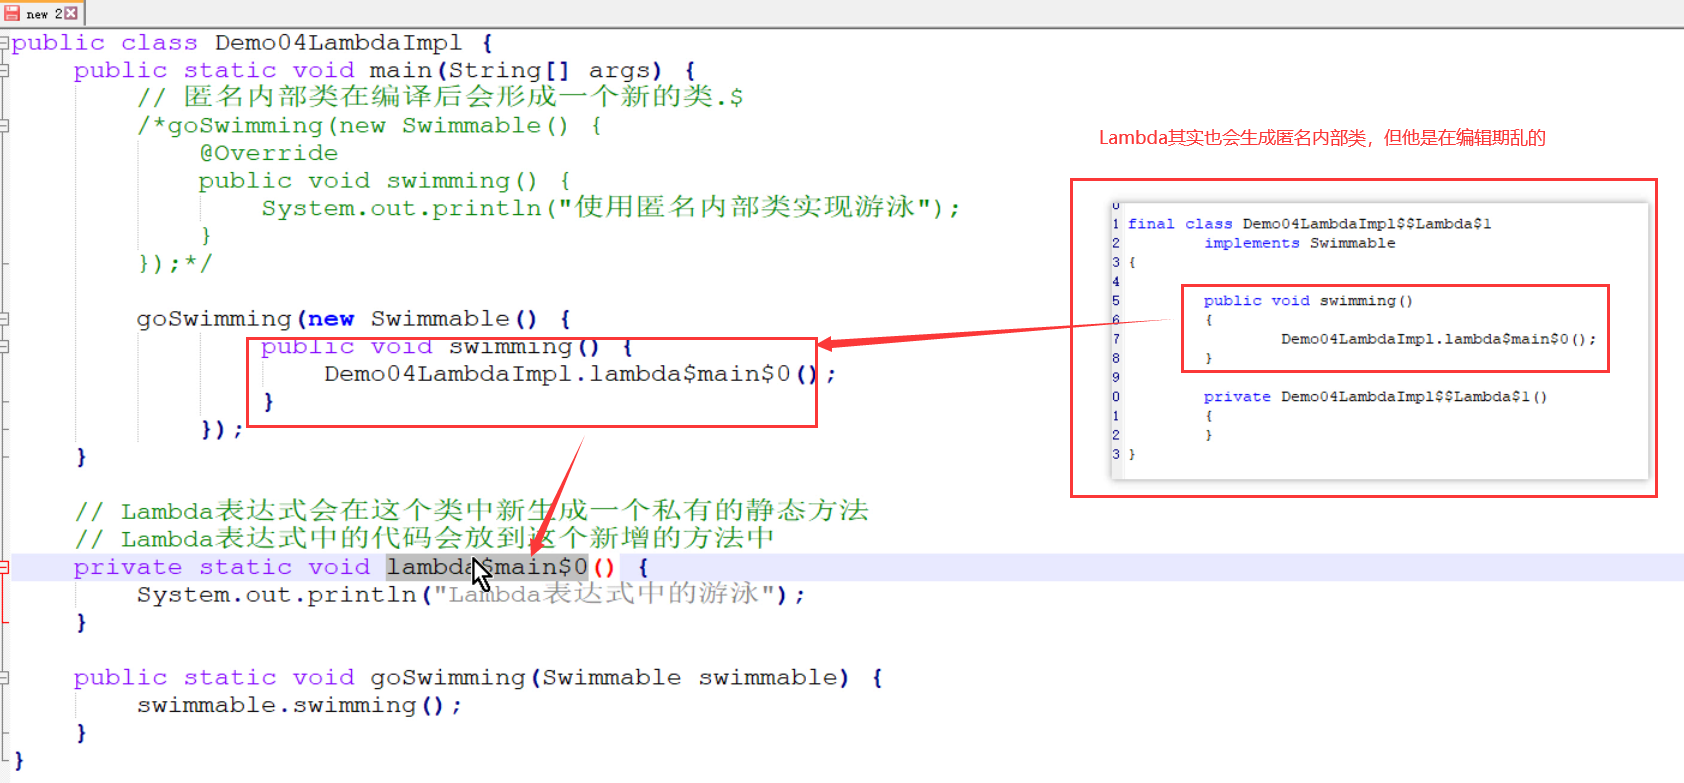 new 2
public class Demo04LambdaImpl {
public static void main(String[] args) {
// 匿名内部类在编译后会形成一个新的类.$
/*goSwimming(new Swimmable() {
@Override
public void swimming() {
System.out.println("使用匿名内部类实现游泳");
}
});*/
goSwimming(new Swimmable() {
public void swimming() {
Demo04LambdaImpl.lambda$main$0();
}
});
}
// Lambda表达式会在这个类中新生成一个私有的静态方法
// Lambda表达式中的代码会放到这个新增的方法中
private static void lambda$main$0() {
System.out.println("Lambda表达式中的游泳");
}
public static void goSwimming(Swimmable swimmable) {
swimmable.swimming();
}
}
Lambda其实也会生成匿名内部类，但他是在编辑期乱的
0
1 final class Demo04LambdaImpl$$Lambda$1
2 implements Swimmable
3 {
4
5 public void swimming()
6 {
7 Demo04LambdaImpl.lambda$main$0();
8 }
9
0 private Demo04LambdaImpl$$Lambda$1()
1 {
2 }
3 }